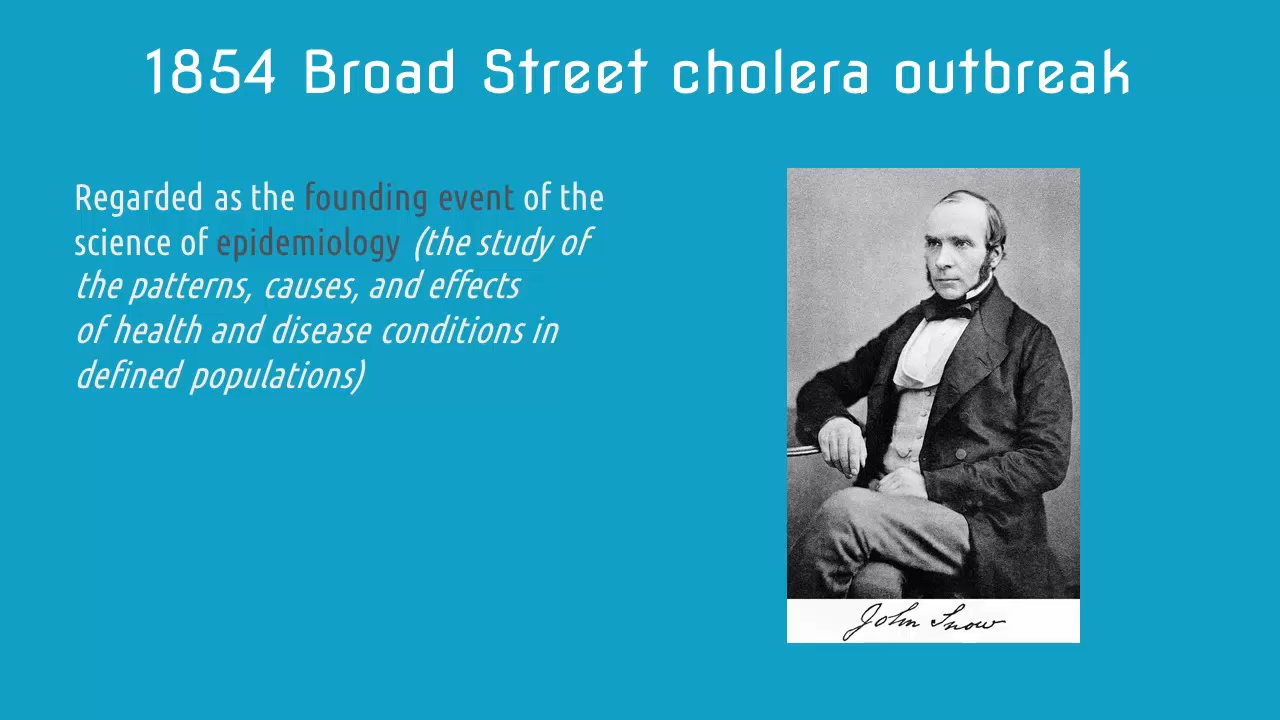 1854 Broad Street cholera outbreak
Regarded as the founding event of the
science of epidemiology (the study of
the patterns, causes, and effects
of health and disease conditions in
defined populations)
John Snow